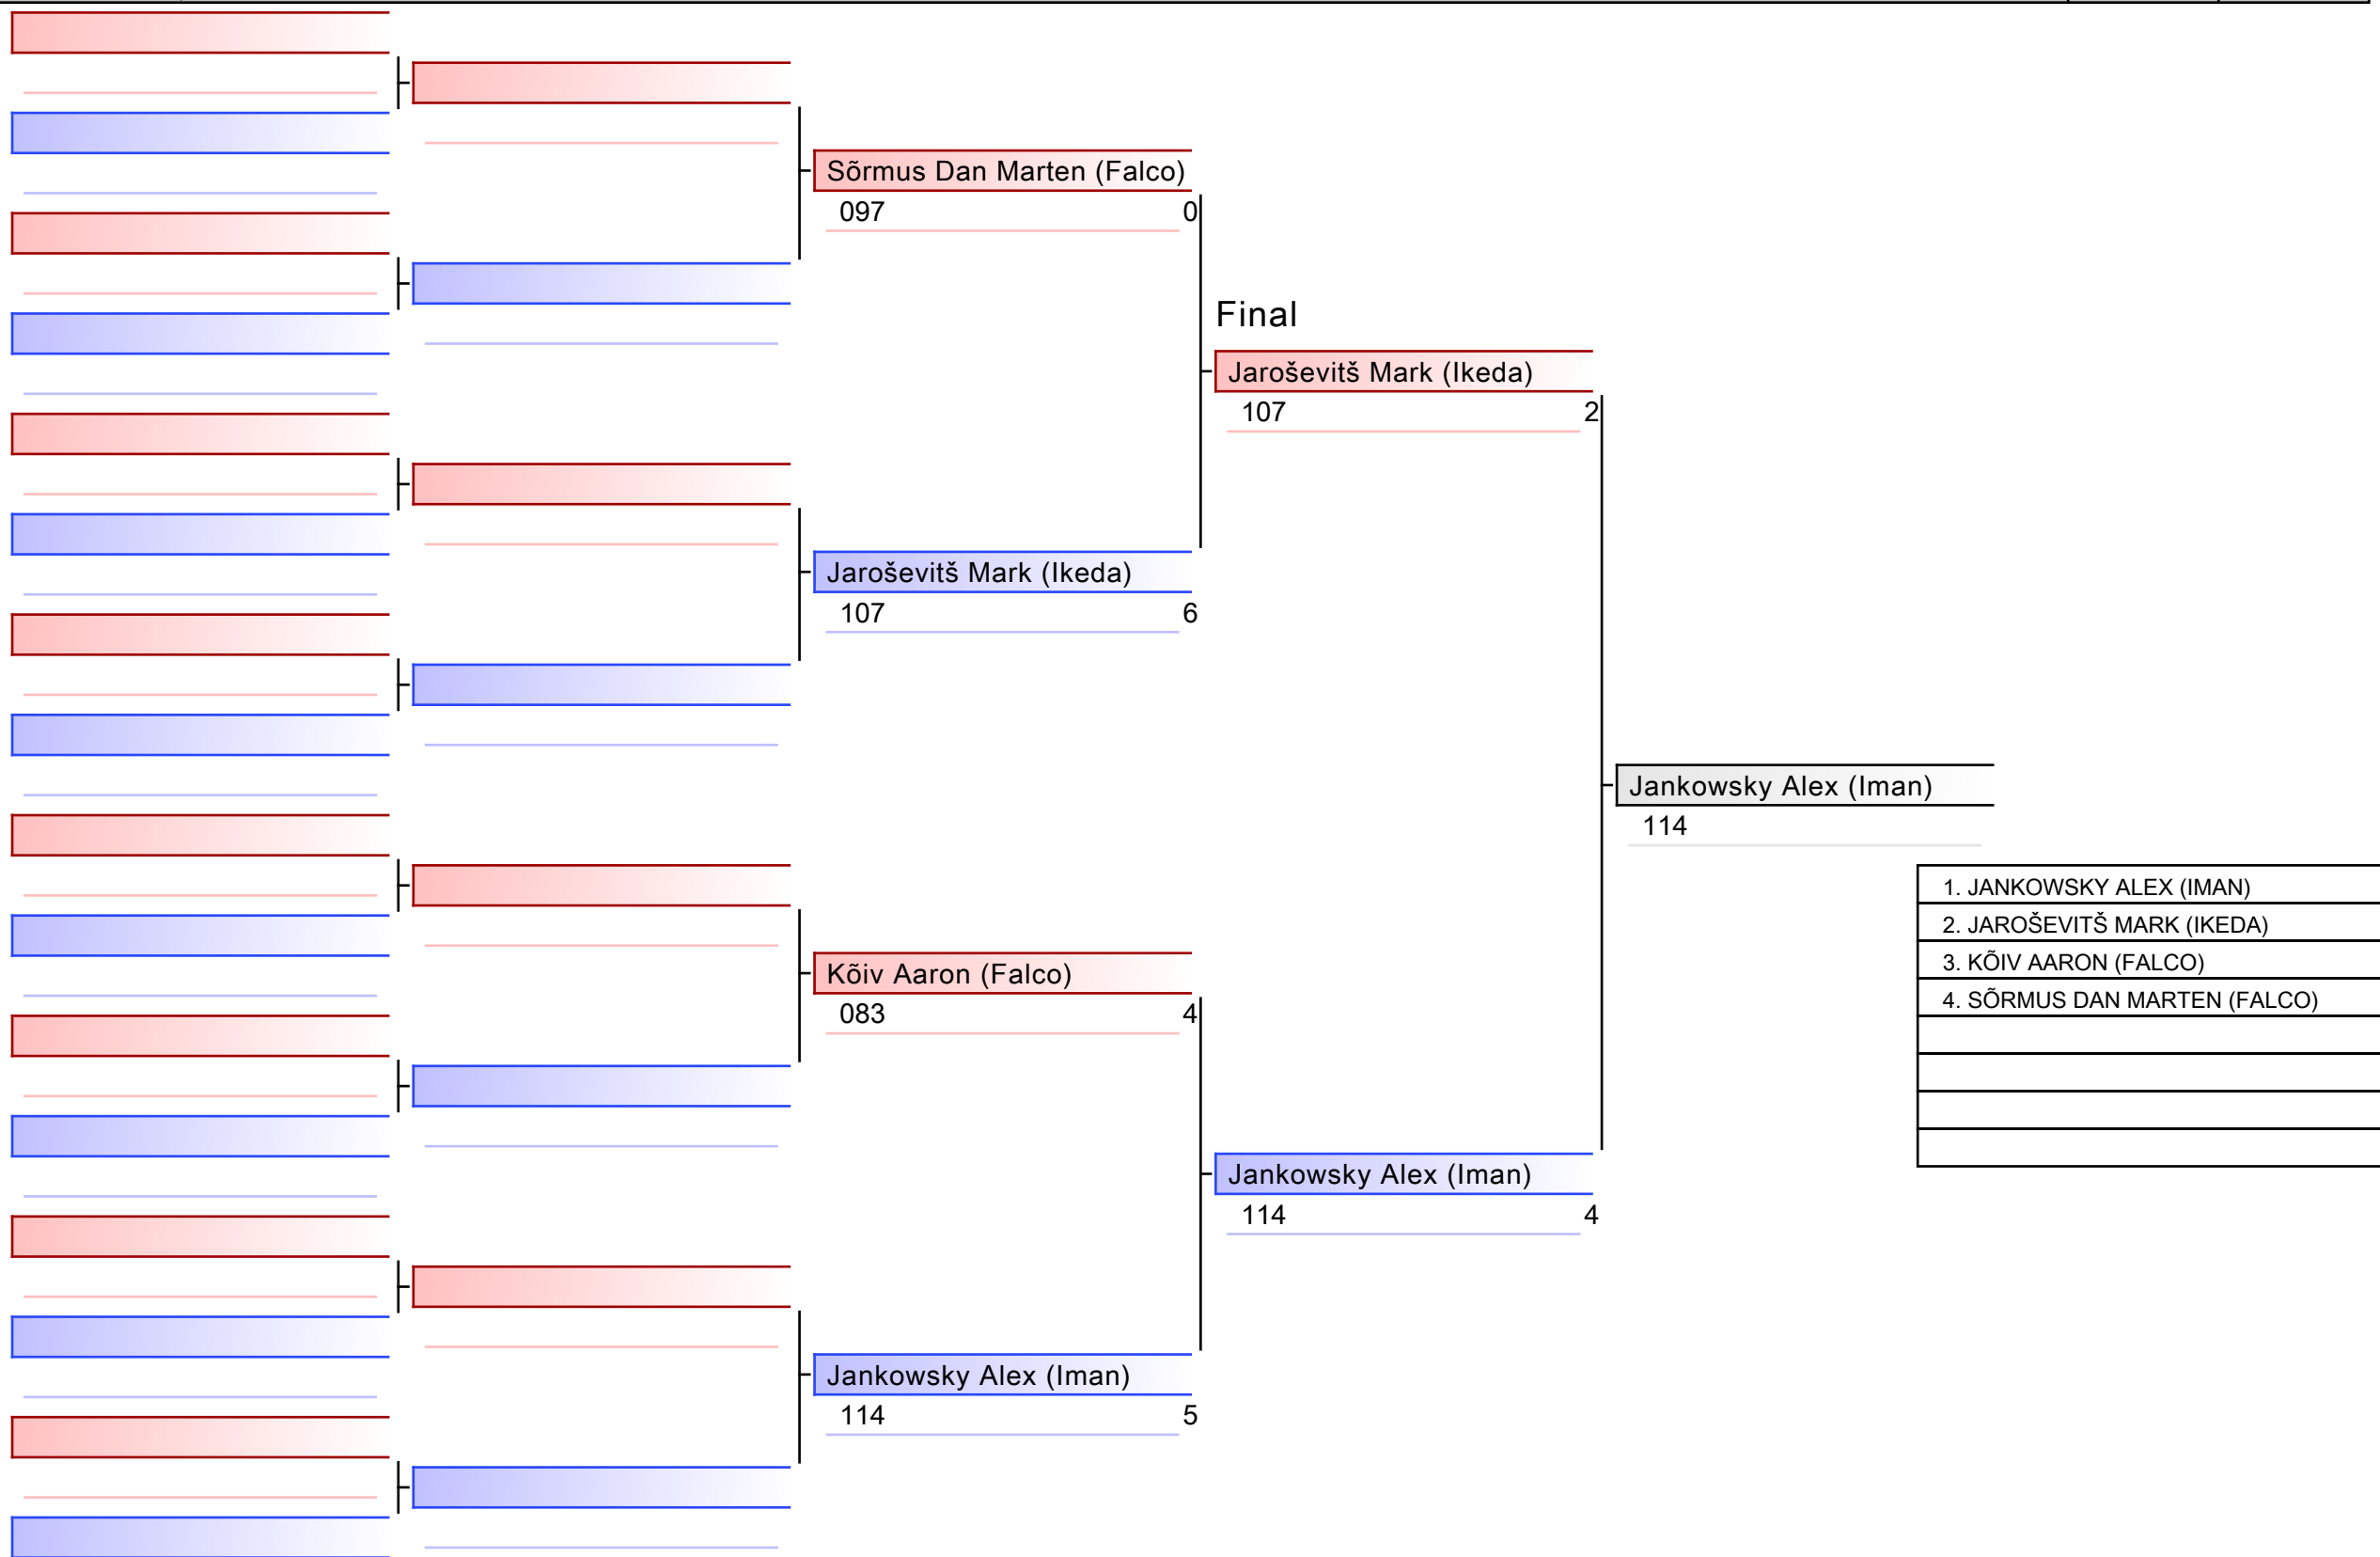 Sõrmus Dan Marten (Falco)
097 0
Final
Jaroševitš Mark (Ikeda)
107 2
Jaroševitš Mark (Ikeda)
107 6
Jankowsky Alex (Iman)
114
1. JANKOWSKY ALEX (IMAN)
2. JAROŠEVITŠ MARK (IKEDA)
3. KÕIV AARON (FALCO)
4. SÕRMUS DAN MARTEN (FALCO)
Kõiv Aaron (Falco)
083 4
Jankowsky Alex (Iman)
114 4
Jankowsky Alex (Iman)
114 5